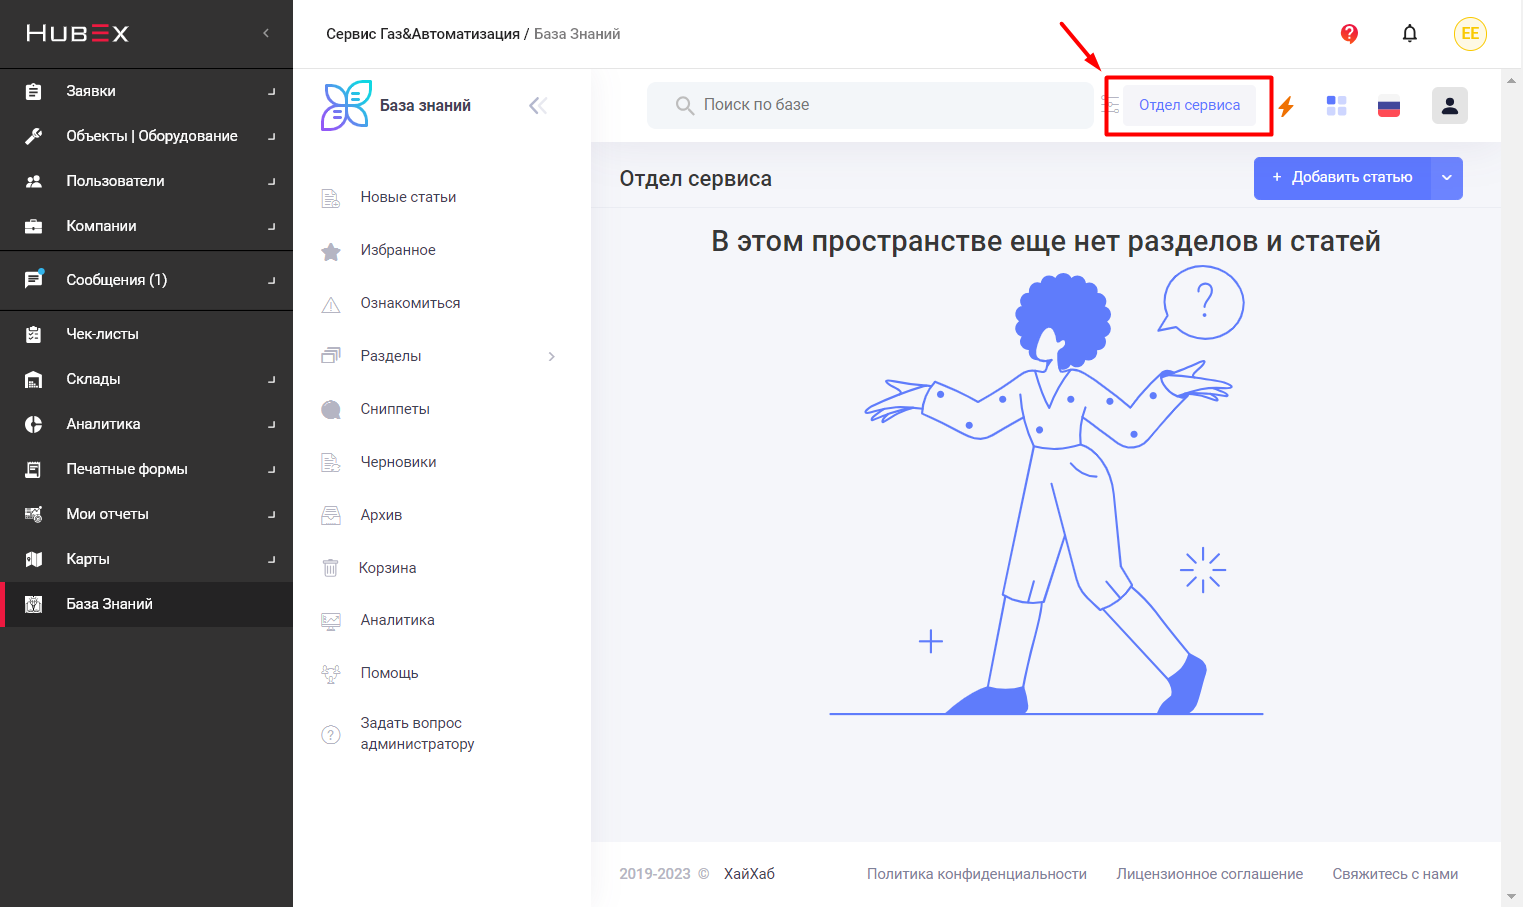 HUBEX
Сервис Газ&Автоматизация / База Знаний
?
EE
Заявки
Объекты | Оборудование
Пользователи
Компании
Сообщения (1)
Чек-листы
Склады
Аналитика
Печатные формы
Мои отчеты
Карты
База Знаний
База знаний
Новые статьи
Избранное
Ознакомиться
Разделы
Сниппеты
Черновики
Архив
Корзина
Аналитика
Помощь
Задать вопрос
администратору
Поиск по базе
Отдел сервиса
Отдел сервиса
+ Добавить статью
В этом пространстве еще нет разделов и статей
?
2019-2023 © ХайХаб
Политика конфиденциальности
Лицензионное соглашение
Свяжитесь с нами